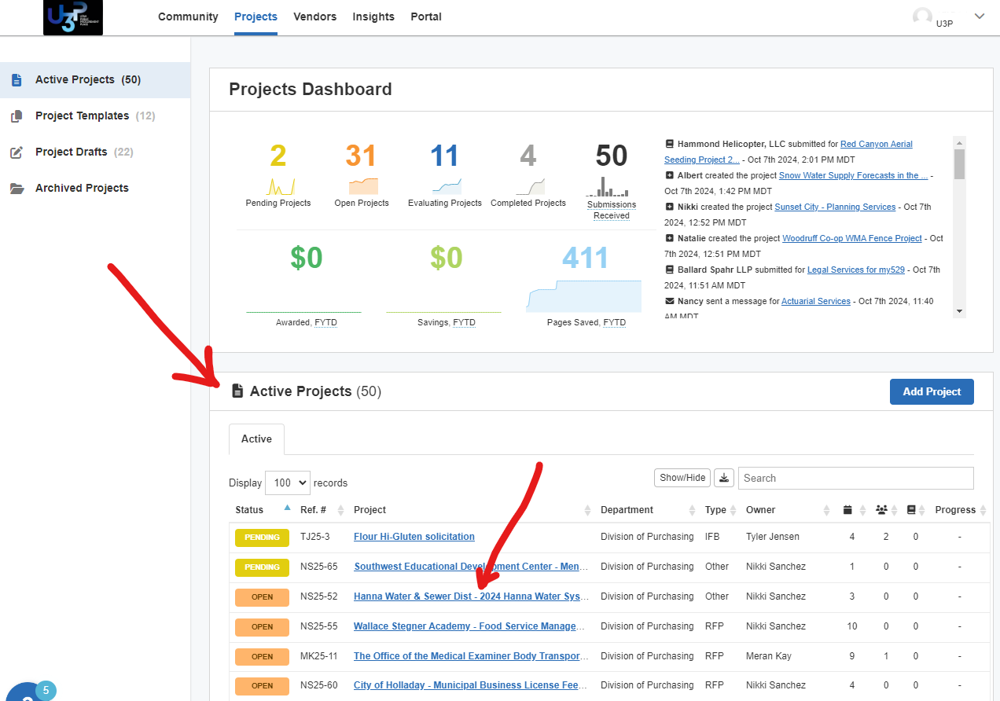 U3P UTAH PUBLIC PROCUREMENT PLACE
Community Projects Vendors Insights Portal
U3P
Active Projects (50)
Project Templates (12)
Project Drafts (22)
Archived Projects
Projects Dashboard
2 31 11 4 50
Pending Projects Open Projects Evaluating Projects Completed Projects Submissions
Received
$0 $0 411
Awarded, FYTD Savings, FYTD Pages Saved, FYTD
Hammond Helicopter, LLC submitted for Red Canyon Aerial
Seeding Project 2... - Oct 7th 2024, 2:01 PM MDT
Albert created the project Snow Water Supply Forecasts in the ... -
Oct 7th 2024, 1:42 PM MDT
Nikki created the project Sunset City - Planning Services - Oct 7th
2024, 12:52 PM MDT
Natalie created the project Woodruff Co-op WMA Fence Project - Oct
7th 2024, 12:51 PM MDT
Ballard Spahr LLP submitted for Legal Services for my529 - Oct 7th
2024, 11:51 AM MDT
Nancy sent a message for Actuarial Services - Oct 7th 2024, 11:40
AM MDT
Active Projects (50) Add Project
Active
Display 100 records Show/Hide Search
Status Ref. # Project Department Type Owner Progress
PENDING TJ25-3 Flour Hi-Gluten solicitation Division of Purchasing IFB Tyler Jensen 4 2 0 -
PENDING NS25-65 Southwest Educational Development Center - Men... Division of Purchasing Other Nikki Sanchez 1 0 0 -
OPEN NS25-52 Hanna Water & Sewer Dist - 2024 Hanna Water Sys... Division of Purchasing Other Nikki Sanchez 3 0 0 -
OPEN NS25-55 Wallace Stegner Academy - Food Service Manage... Division of Purchasing RFP Nikki Sanchez 10 0 0 -
OPEN MK25-11 The Office of the Medical Examiner Body Transpor... Division of Purchasing RFP Meran Kay 9 1 0 -
OPEN NS25-60 City of Holladay - Municipal Business License Fee... Division of Purchasing RFP Nikki Sanchez 4 0 0 -
5